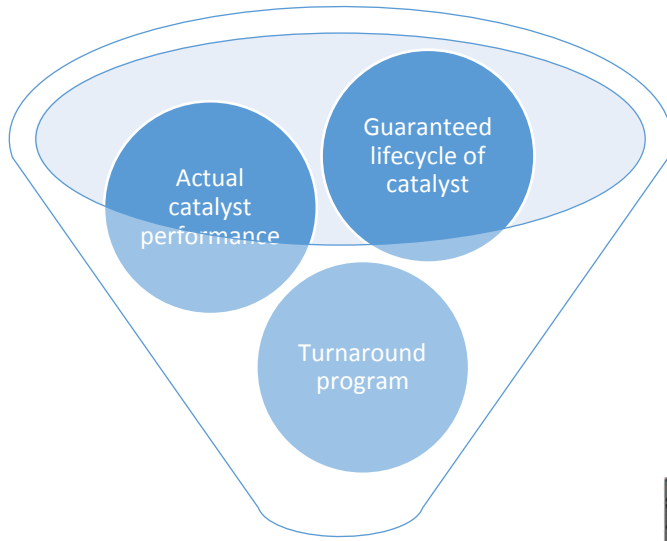 Guaranteed
lifecycle of
catalyst
Actual
catalyst
performance
Turnaround
program